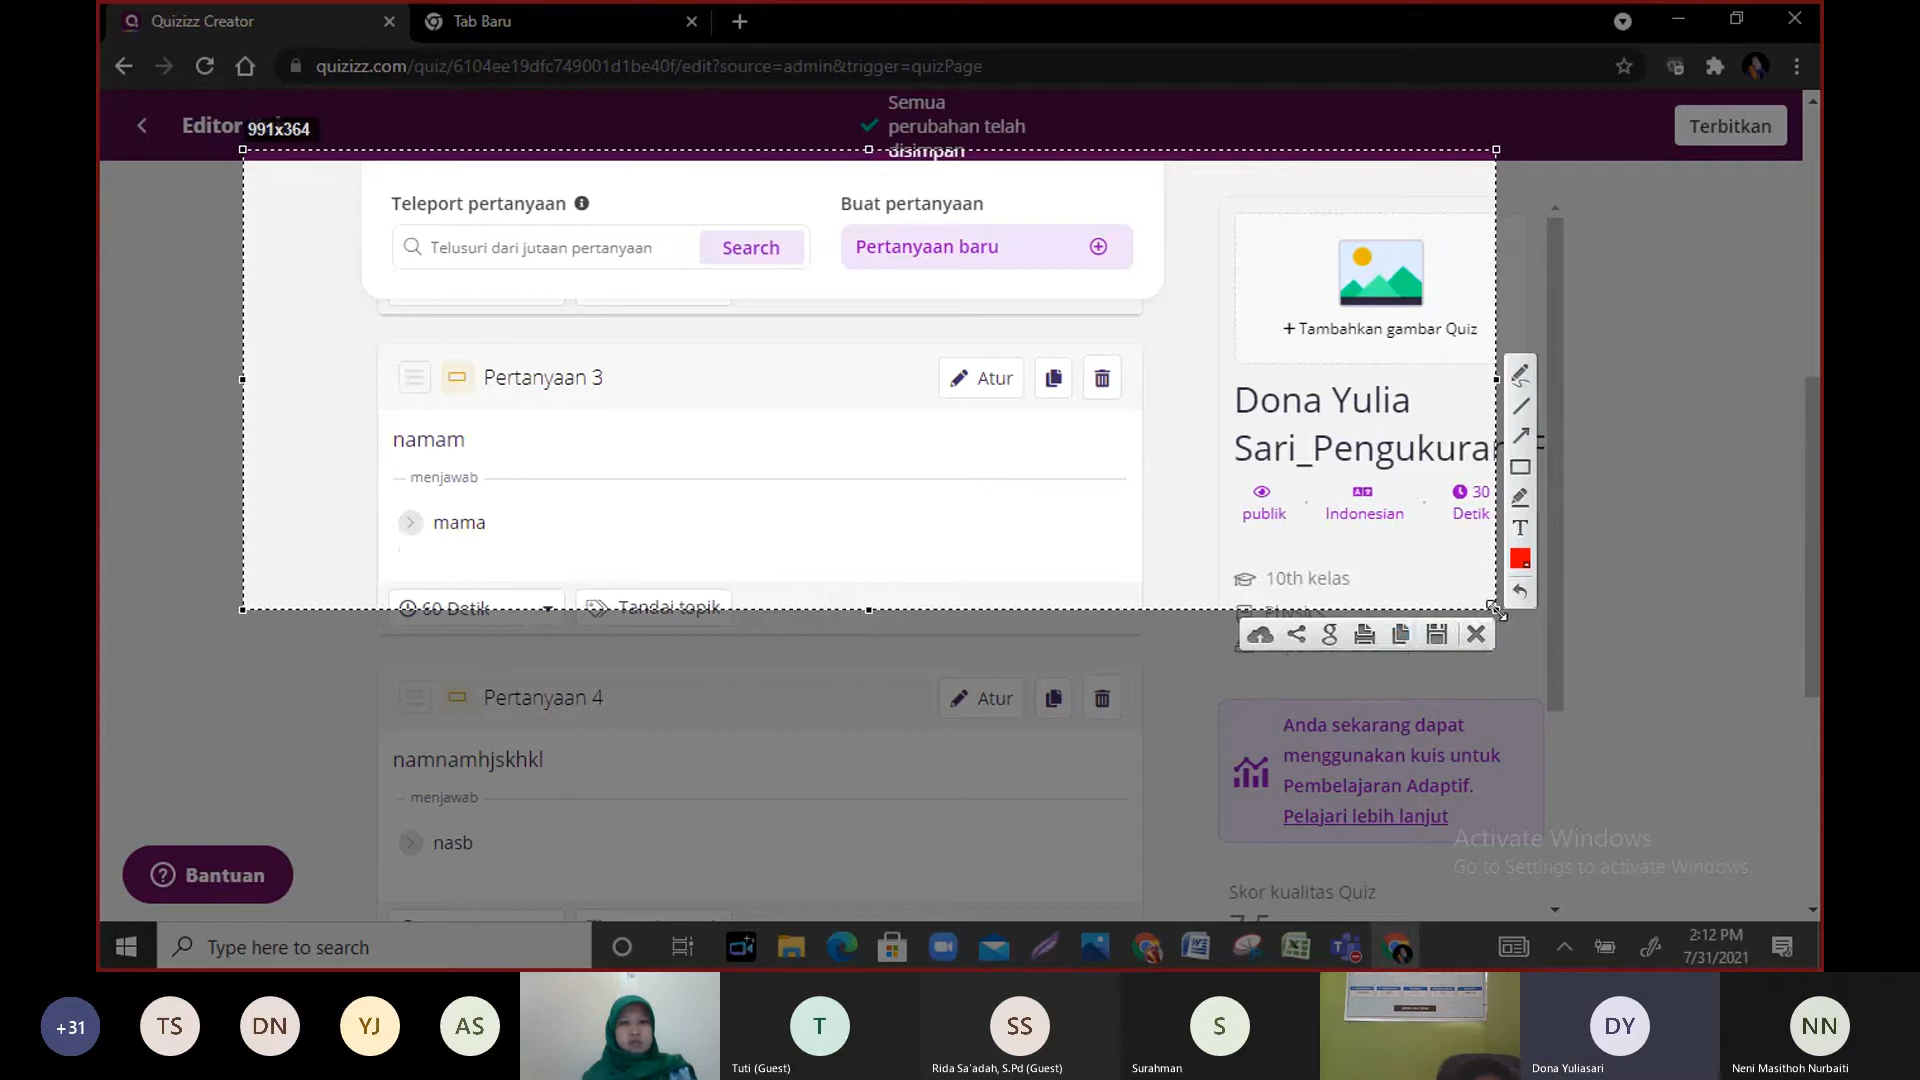 Quizizz Creator
Tab Baru
quizizz.com/quiz/6104ee19dfc749001d1be40f/edit?source=admin&trigger=quizPage
Editor
991x364
Semua
perubahan telah
disimpan
Terbitkan
Teleport pertanyaan
Buat pertanyaan
Telusuri dari jutaan pertanyaan
Search
Pertanyaan baru
+ Tambahkan gambar Quiz
Pertanyaan 3
Atur
namam
menjawab
mama
60 Detik
Tandai topik
Dona Yulia
Sari_Pengukuran
publik
Indonesian
30
Detik
10th kelas
Physics
Pertanyaan 4
Atur
namnamhjskhkl
menjawab
nasb
Anda sekarang dapat
menggunakan kuis untuk
Pembelajaran Adaptif.
Pelajari lebih lanjut
Activate Windows
Go to Settings to activate Windows.
Skor kualitas Quiz
Bantuan
Type here to search
2:12 PM
7/31/2021
+31
TS
DN
YJ
AS
T
Tuti (Guest)
SS
Rida Sa'adah, S.Pd (Guest)
S
Surahman
DY
Dona Yuliasari
NN
Neni Masithoh Nurbaiti